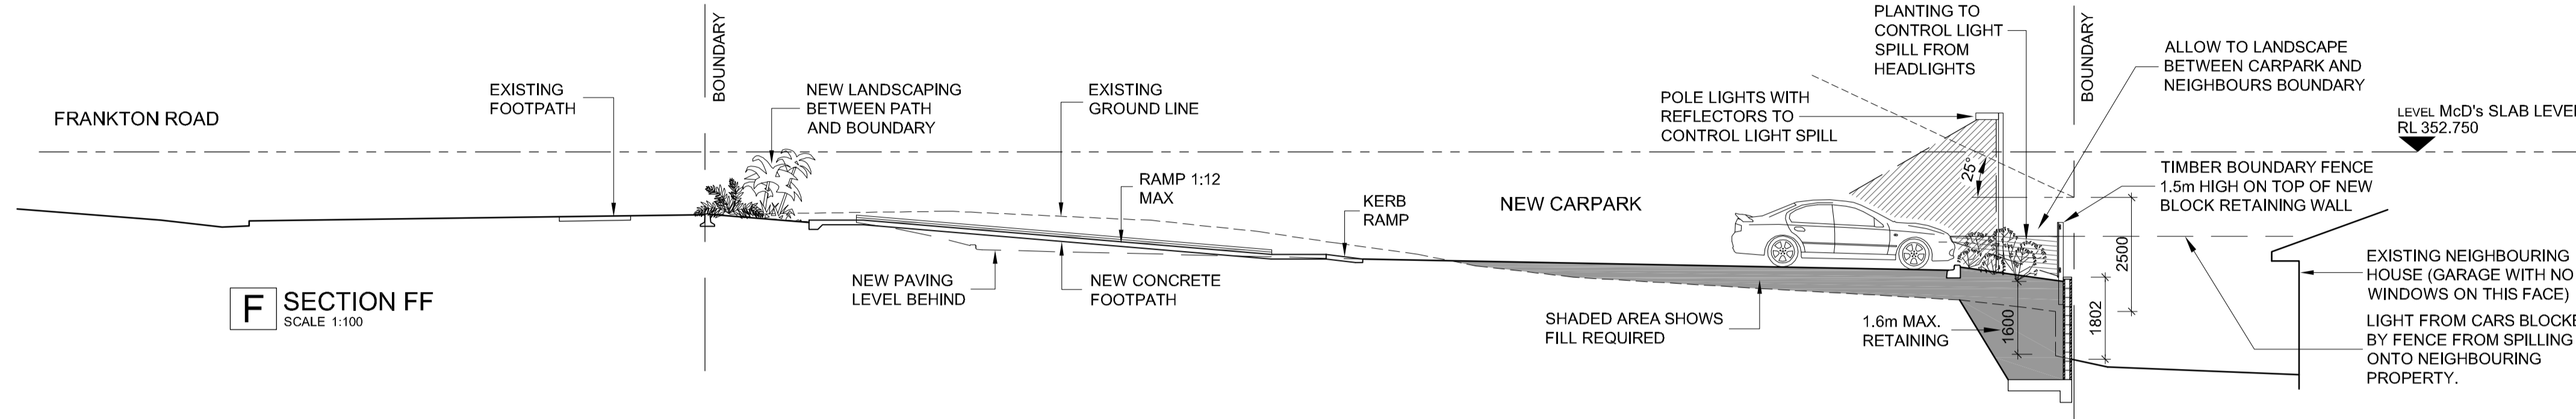 FRANKTON ROAD
EXISTING
FOOTPATH
BOUNDARY
NEW LANDSCAPING
BETWEEN PATH
AND BOUNDARY
EXISTING
GROUND LINE
RAMP 1:12
MAX
KERB
RAMP
NEW CARPARK
POLE LIGHTS WITH
REFLECTORS TO
CONTROL LIGHT SPILL
PLANTING TO
CONTROL LIGHT
SPILL FROM
HEADLIGHTS
25°
BOUNDARY
ALLOW TO LANDSCAPE
BETWEEN CARPARK AND
NEIGHBOURS BOUNDARY
LEVEL McD's SLAB LEVEL
RL 352.750
TIMBER BOUNDARY FENCE
1.5m HIGH ON TOP OF NEW
BLOCK RETAINING WALL
2500
EXISTING NEIGHBOURING
HOUSE (GARAGE WITH NO
WINDOWS ON THIS FACE)
LIGHT FROM CARS BLOCKE
BY FENCE FROM SPILLING
ONTO NEIGHBOURING
PROPERTY.
1802
1600
1.6m MAX.
RETAINING
SHADED AREA SHOWS
FILL REQUIRED
NEW CONCRETE
FOOTPATH
NEW PAVING
LEVEL BEHIND
F SECTION FF
SCALE 1:100